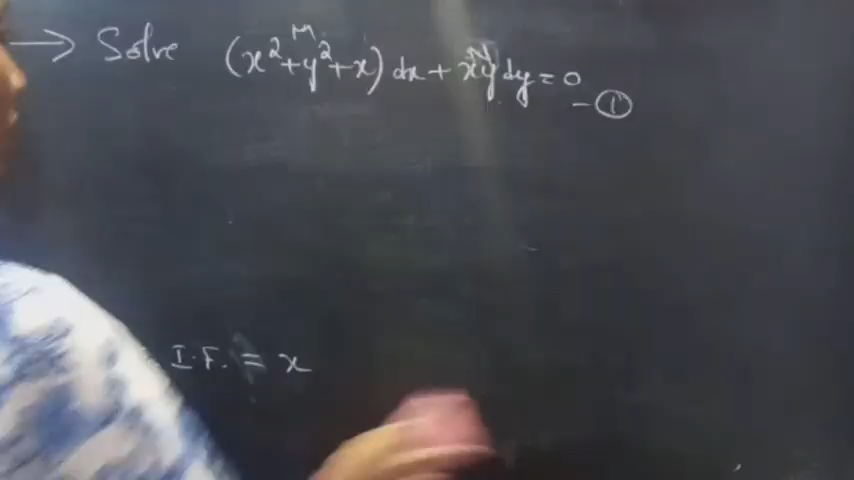 → Solve (x²+y²+x) dx + xy dy = 0 — ①
M N
I.F. = x